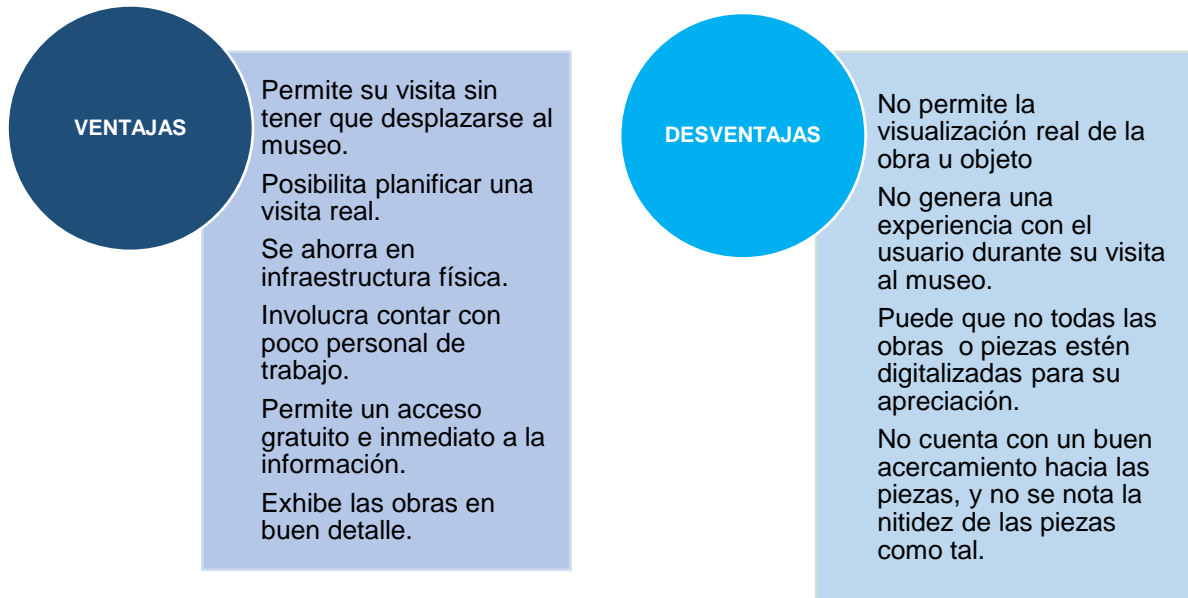 VENTAJAS
Permite su visita sin
tener que desplazarse al
museo.
Posibilita planificar una
visita real.
Se ahorra en
infraestructura física.
Involucra contar con
poco personal de
trabajo.
Permite un acceso
gratuito e inmediato a la
información.
Exhibe las obras en
buen detalle.
DESVENTAJAS
No permite la
visualización real de la
obra u objeto
No genera una
experiencia con el
usuario durante su visita
al museo.
Puede que no todas las
obras  o piezas estén
digitalizadas para su
apreciación.
No cuenta con un buen
acercamiento hacia las
piezas, y no se nota la
nitidez de las piezas
como tal.